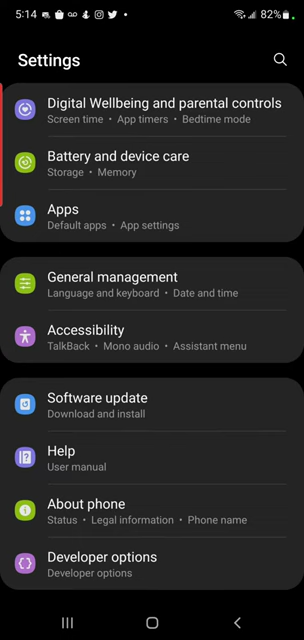 5:14
82%
Settings
Digital Wellbeing and parental controls
Screen time • App timers • Bedtime mode
Battery and device care
Storage • Memory
Apps
Default apps • App settings
General management
Language and keyboard • Date and time
Accessibility
TalkBack • Mono audio • Assistant menu
Software update
Download and install
Help
User manual
About phone
Status • Legal information • Phone name
Developer options
Developer options